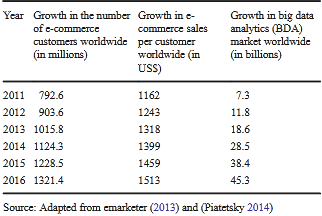 Year Growth in the number of e-commerce customers worldwide (in millions) Growth in e-commerce sales per customer worldwide (in US$) Growth in big data analytics (BDA) market worldwide (in billions)
2011 792.6 1162 7.3
2012 903.6 1243 11.8
2013 1015.8 1318 18.6
2014 1124.3 1399 28.5
2015 1228.5 1459 38.4
2016 1321.4 1513 45.3
Source: Adapted from emarketer (2013) and (Piatetsky 2014)